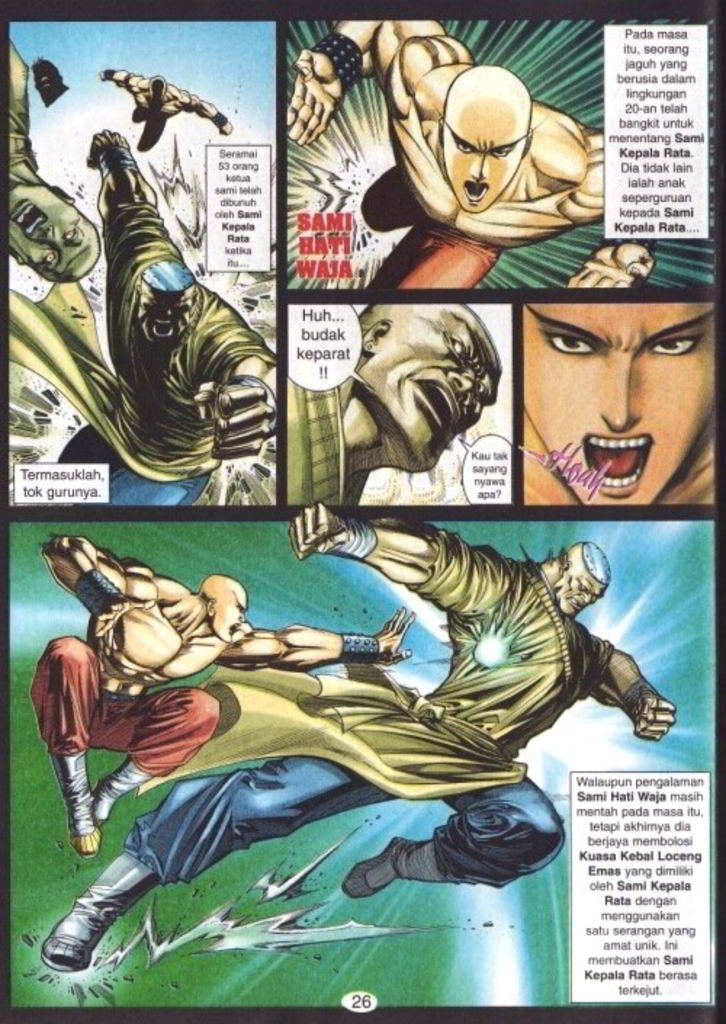 Seramai
53 orang
ketua
sami telah
dibunuh
oleh Sami
Kepala
Rata
ketika
itu....
Termasuklah,
tok gurunya.
Pada masa
itu, seorang
jaguh yang
berusia dalam
lingkungan
20-an telah
bangkit untuk
menentang Sami
Kepala Rata.
Dia tidak lain
ialah anak
seperguruan
kepada Sami
Kepala Rata....
SAMI
HATI
WAJA
Huh...
budak
keparat
!!
Kau tak
sayang
nyawa
apa?
Hoah
Walaupun pengalaman
Sami Hati Waja masih
mentah pada masa itu,
tetapi akhirnya dia
berjaya membolosi
Kuasa Kebal Loceng
Emas yang dimiliki
oleh Sami Kepala
Rata dengan
menggunakan
satu serangan yang
amat unik. Ini
membuatkan Sami
Kepala Rata berasa
terkejut.
26